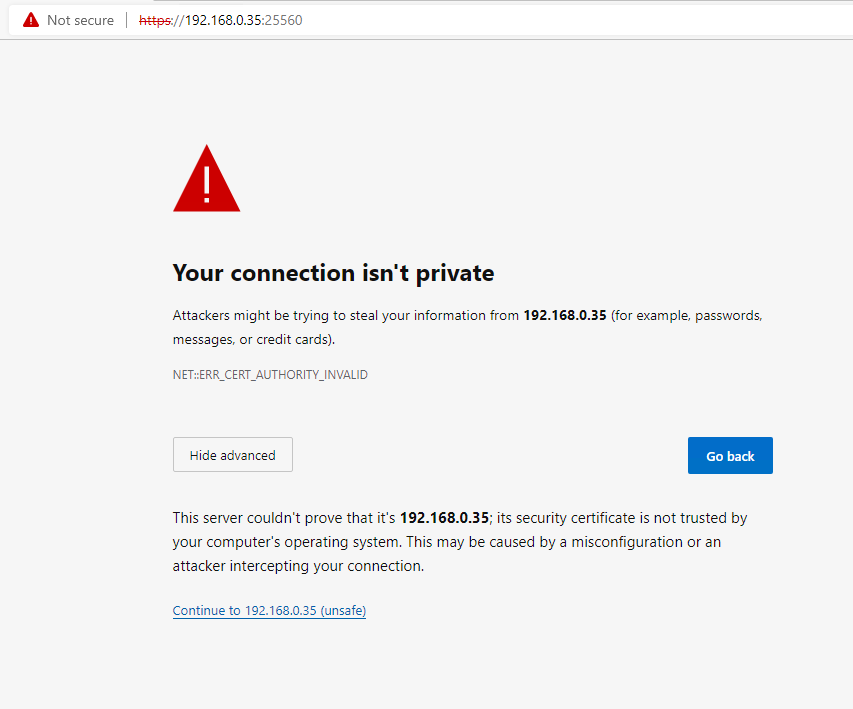 Not secure | https://192.168.0.35:25560
Your connection isn't private
Attackers might be trying to steal your information from 192.168.0.35 (for example, passwords,
messages, or credit cards).
NET::ERR_CERT_AUTHORITY_INVALID
Hide advanced
Go back
This server couldn't prove that it's 192.168.0.35; its security certificate is not trusted by
your computer's operating system. This may be caused by a misconfiguration or an
attacker intercepting your connection.
Continue to 192.168.0.35 (unsafe)